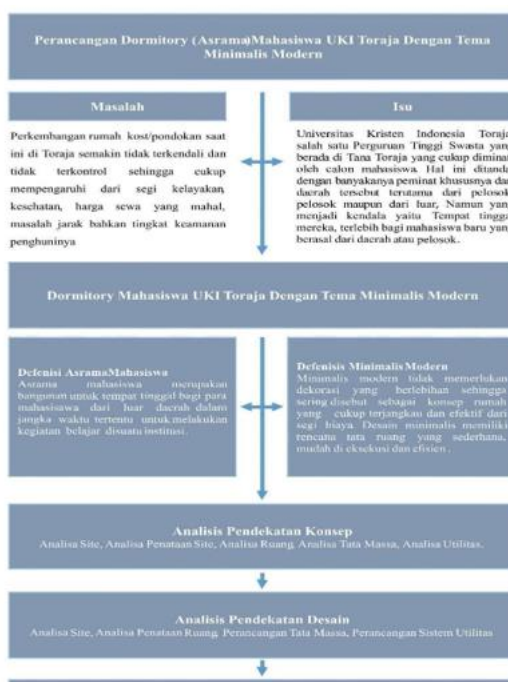 Perancangan Dormitory (Asrama)Mahasiswa UKI Toraja Dengan Tema
Minimalis Modern
Masalah
Perkembangan rumah kost/pondokan saat
ini di Toraja semakin tidak terkendali dan
tidak terkontrol sehingga cukup
mempengaruhi dari segi kelayakan,
kesehatan, harga sewa yang mahal,
masalah jarak bahkan tingkat keamanan
penghuninya
Isu
Universitas Kristen Indonesia Toraja
salah satu Perguruan Tinggi Swasta yan
berada di Tana Toraja yang cukup diminat
oleh calon mahasiswa. Hal ini ditanda
dengan banyakanya peminat khususnya da
daerah tersebut terutama dari pelosok
pelosok maupun dari luar, Namun yan
menjadi kendala yaitu Tempat tingga
mereka, terlebih bagi mahasiswa baru yan
berasal dari daerah atau pelosok.
Dormitory Mahasiswa UKI Toraja Dengan Tema Minimalis Modern
Defenisi AsramaMahasiswa
Asrama mahasiswa merupakan
bangunan untuk tempat tinggal bagi para
mahasisawa dari luar daerah dalam
jangka waktu tertentu untuk melakukan
kegiatan belajar disuatu institusi.
Defenisis Minimalis Modern
Minimalis modern tidak memerlukan
dekorasi yang berlebihan sehingga
sering disebut sebagai konsep rumah
yang cukup terjangkau dan efektif dari
segi biaya. Desain minimalis memiliki
rencana tata ruang yang sederhana,
mudah di eksekusi dan efisien .
Analisis Pendekatan Konsep
Analisa Site, Analisa Penataan Site, Analisa Ruang, Analisa Tata Massa, Analisa Utilitas.
Analisis Pendekatan Desain
Analisa Site, Analisa Penataan Ruang, Perancangan Tata Massa, Perancangan Sistem Utilitas